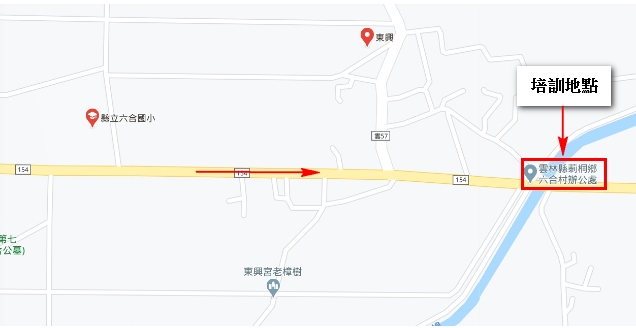 東興
培訓地點
縣立六合國小
雲57
154
154
154
雲林縣莿桐鄉
六合村辦公處
第七
公墓)
東興宮老樟樹